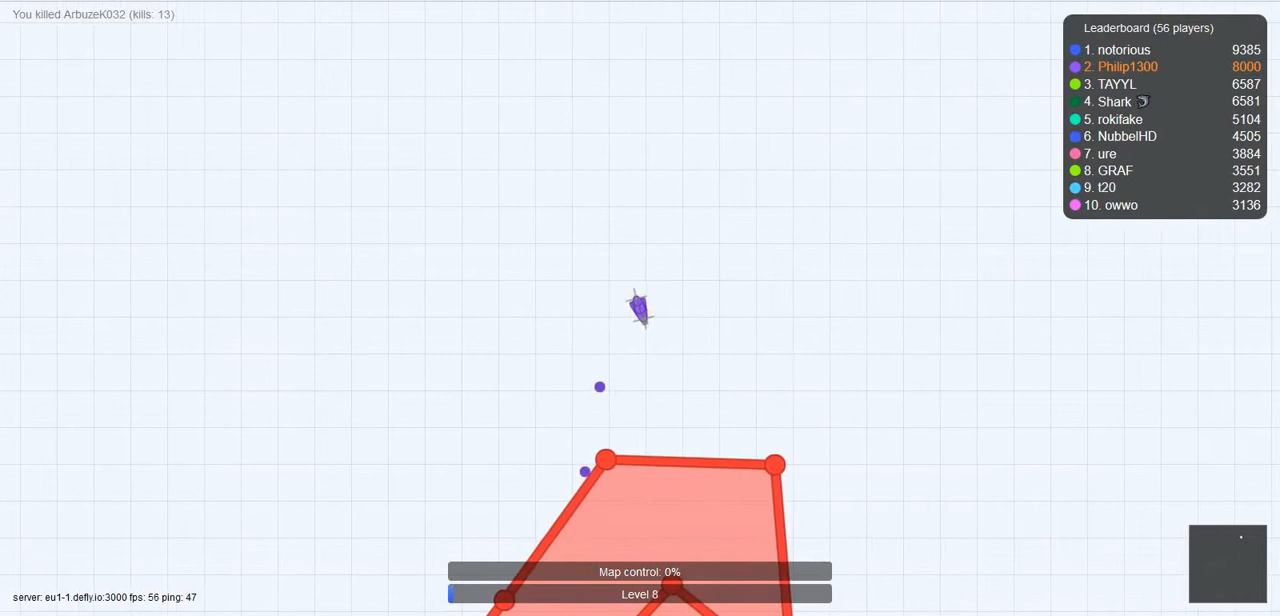 You killed ArbuzeK032 (kills: 13)
Leaderboard (56 players)
1. notorious 9385
2. Philip1300 8000
3. TAYYL 6587
4. Shark 6581
5. rokifake 5104
6. NubbelHD 4505
7. ure 3884
8. GRAF 3551
9. t20 3282
10. owwo 3136
Map control: 0%
Level 8
server: eu1-1.defly.io:3000 fps: 56 ping: 47